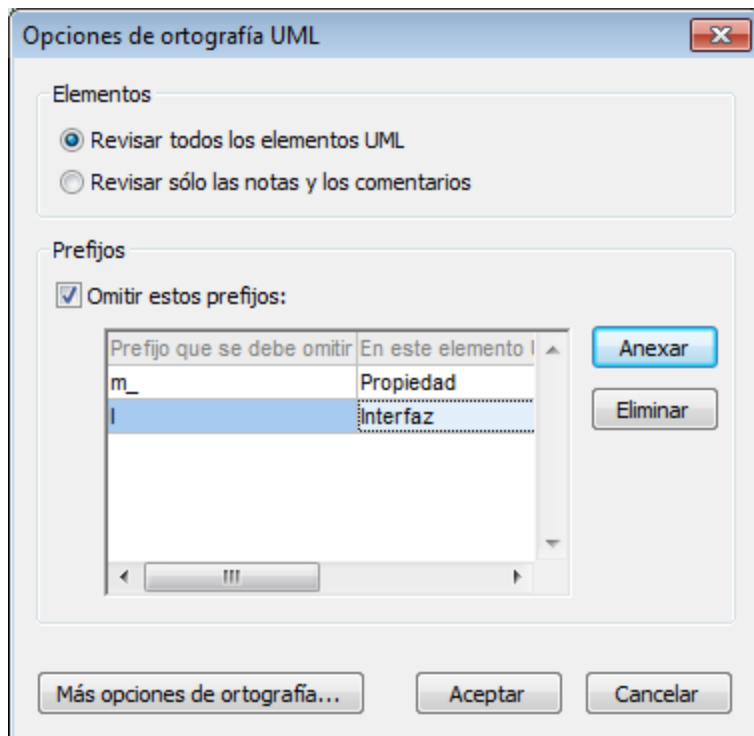 Opciones de ortografía UML
Elementos
Revisar todos los elementos UML
Revisar sólo las notas y los comentarios
Prefijos
Omitir estos prefijos:
Prefijo que se debe omitir En este elemento
Anexar
m_ Propiedad
I Interfaz
Eliminar
Más opciones de ortografía... Aceptar Cancelar